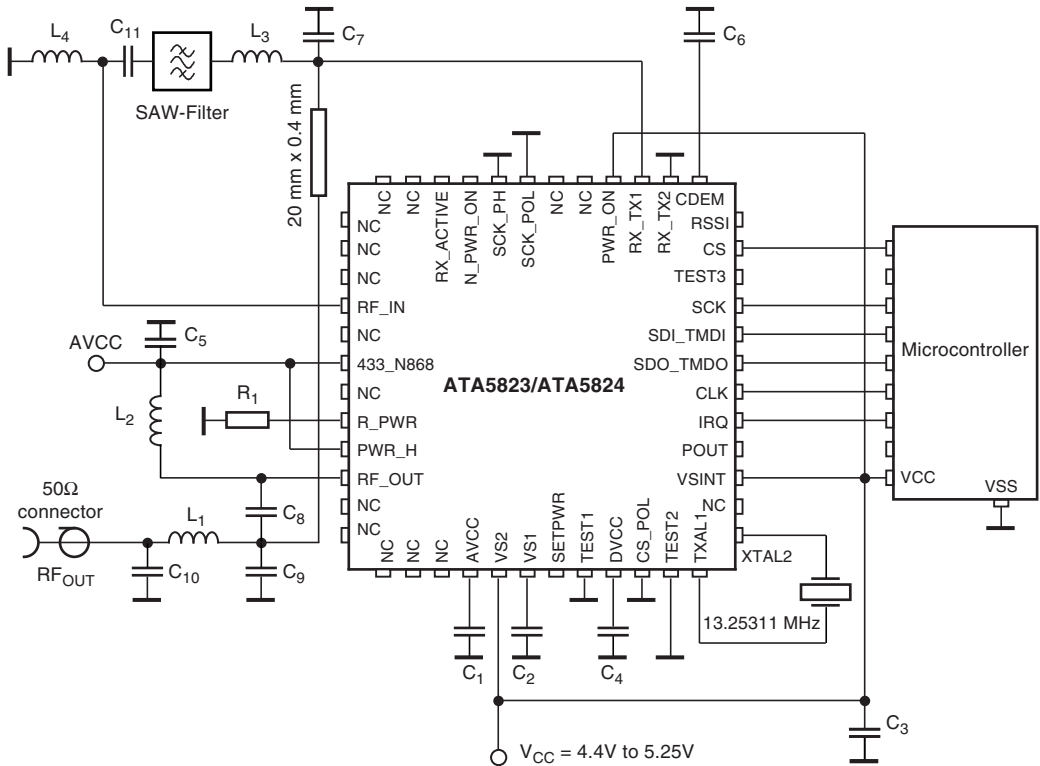 L4
C11
L3
C7
C6
SAW-Filter
20 mm x 0.4 mm
NC
NC
RX_ACTIVE
N_PWR_ON
SCK_PH
SCK_POL
NC
NC
PWR_ON
RX_TX1
RX_TX2
CDEM
NC
NC
NC
RF_IN
NC
433_N868
NC
R_PWR
PWR_H
RF_OUT
NC
NC
RSSI
CS
TEST3
SCK
SDI_TMDI
SDO_TMDO
CLK
IRQ
POUT
VSINT
NC
XTAL2
ATA5823/ATA5824
Microcontroller
VCC
VSS
AVCC
C5
L2
R1
50Ω
connector
L1
C8
RFOUT
C10
C9
NC
NC
NC
AVCC
VS2
VS1
SETPWR
TEST1
DVCC
CS_POL
TEST2
TXAL1
13.25311 MHz
C1
C2
C4
C3
VCC = 4.4V to 5.25V